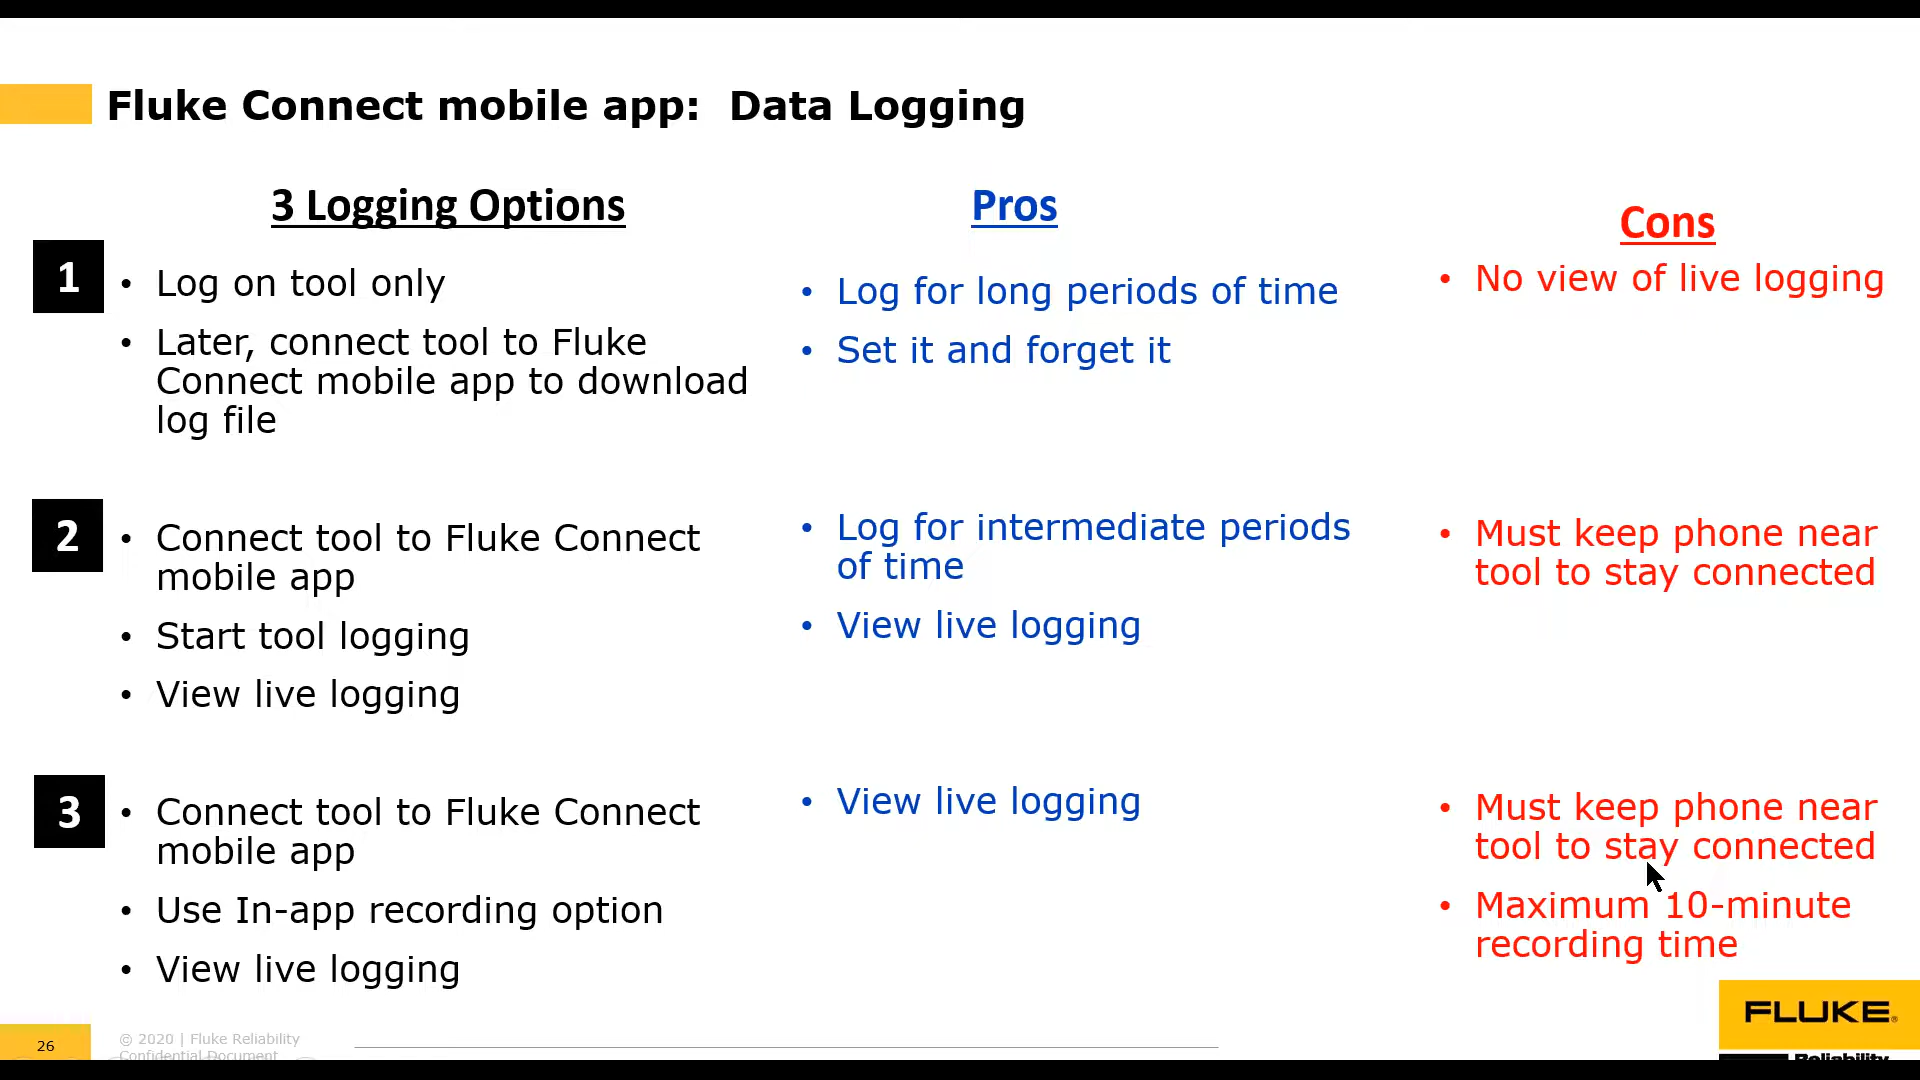 Fluke Connect mobile app:  Data Logging
3 Logging Options
Pros
Cons
1
• Log on tool only
• Later, connect tool to Fluke
Connect mobile app to download
log file
• Log for long periods of time
• Set it and forget it
• No view of live logging
2
• Connect tool to Fluke Connect
mobile app
• Start tool logging
• View live logging
• Log for intermediate periods
of time
• View live logging
• Must keep phone near
tool to stay connected
3
• Connect tool to Fluke Connect
mobile app
• Use In-app recording option
• View live logging
• View live logging
• Must keep phone near
tool to stay connected
• Maximum 10-minute
recording time
26
© 2020 | Fluke Reliability
Confidential Document
FLUKE®
Reliability